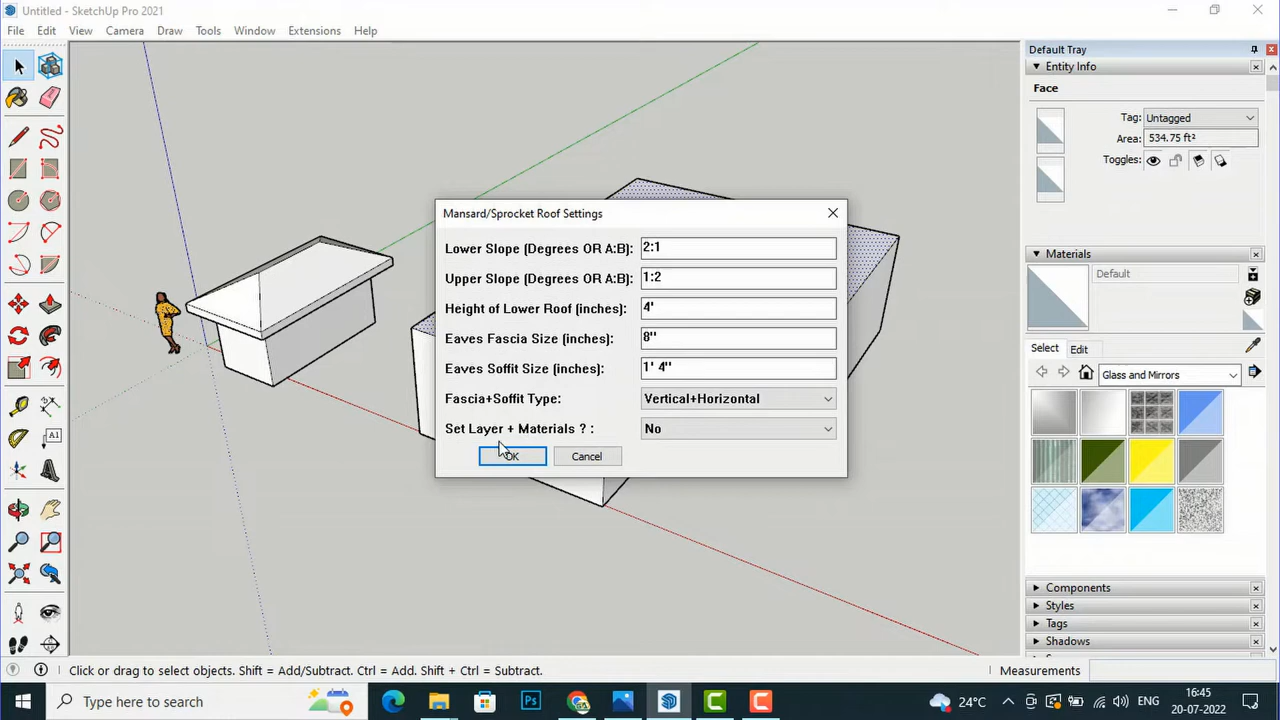 Untitled - SketchUp Pro 2021
File Edit View Camera Draw Tools Window Extensions Help
Default Tray
Entity Info
Face
Tag: Untagged
Area: 534.75 ft²
Toggles:
Mansard/Sprocket Roof Settings
Lower Slope (Degrees OR A:B): 2:1
Upper Slope (Degrees OR A:B): 1:2
Height of Lower Roof (inches): 4'
Eaves Fascia Size (inches): 8"
Eaves Soffit Size (inches): 1' 4"
Fascia+Soffit Type: Vertical+Horizontal
Set Layer + Materials ? : No
OK Cancel
Materials
Default
Select Edit
Glass and Mirrors
Components
Styles
Tags
Shadows
A1
Click or drag to select objects. Shift = Add/Subtract. Ctrl = Add. Shift + Ctrl = Subtract.
Measurements
Type here to search
Ps
24°C
ENG
16:45
20-07-2022